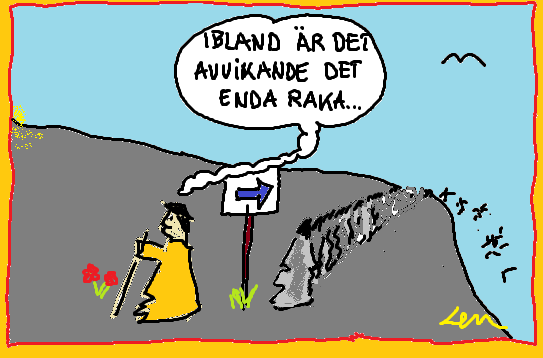 IBLAND ÄR DET
AVVIKANDE DET
ENDA RAKA...
Len